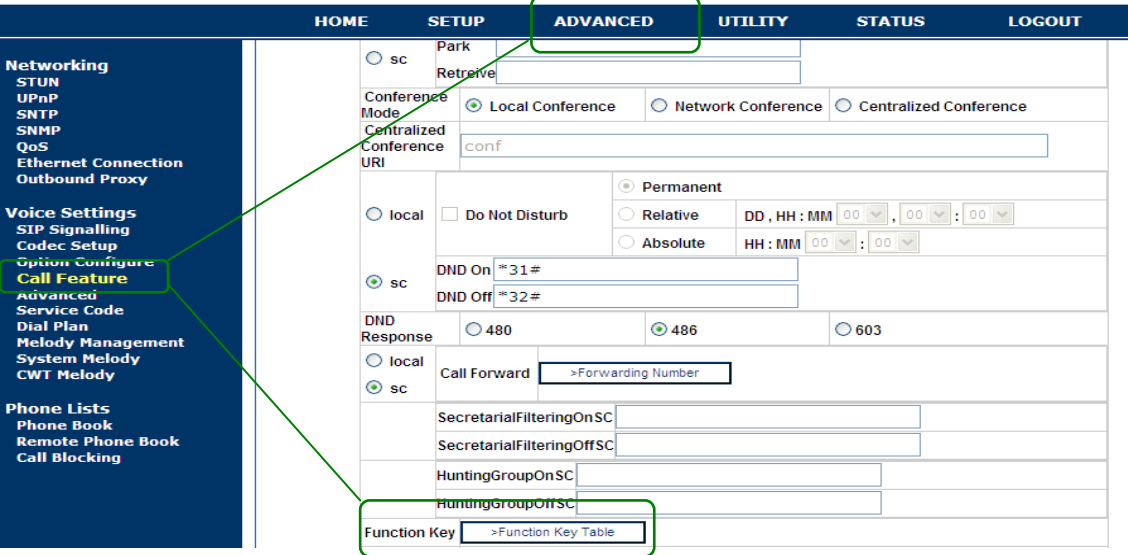 HOME SETUP ADVANCED UTILITY STATUS LOGOUT
Networking
STUN
UPnP
SNTP
SNMP
QoS
Ethernet Connection
Outbound Proxy
Voice Settings
SIP Signalling
Codec Setup
Option Configure
Call Feature
Advanced
Service Code
Dial Plan
Melody Management
System Melody
CWT Melody
Phone Lists
Phone Book
Remote Phone Book
Call Blocking
sc
Park
Retreive
Conference
Mode
Local Conference Network Conference Centralized Conference
Centralized
Conference
URI
conf
local Do Not Disturb
Permanent
Relative DD , HH : MM 00 , 00 : 00
Absolute HH : MM 00 : 00
sc
DND On *31#
DND Off *32#
DND
Response
480 486 603
local
sc
Call Forward >Forwarding Number
SecretarialFilteringOnSC
SecretarialFilteringOffSC
HuntingGroupOnSC
HuntingGroupOffSC
Function Key >Function Key Table